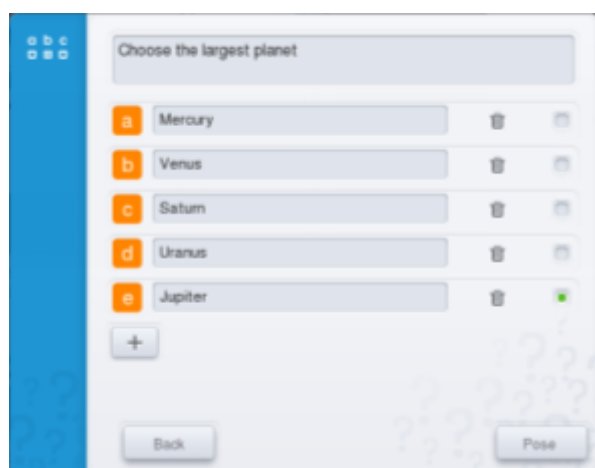 a b c
Choose the largest planet
a Mercury
b Venus
c Saturn
d Uranus
e Jupiter
+
Back Pose